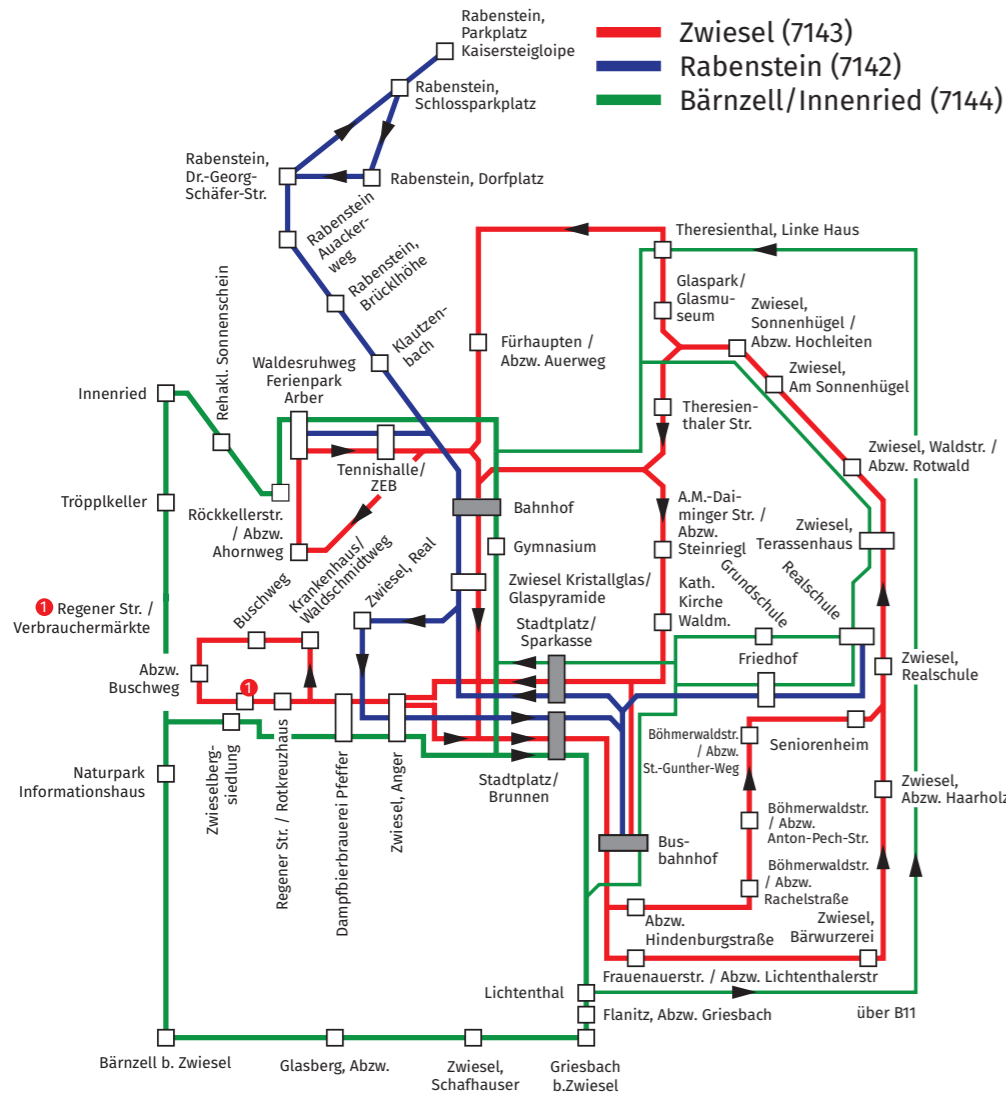 Rabenstein,
Parkplatz
Kaisersteigloipe
Zwiesel (7143)
Rabenstein (7142)
Bärnzell/Innenried (7144)
Rabenstein,
Schlossparkplatz
Rabenstein,
Dr.-Georg-
Schäfer-Str.
Rabenstein, Dorfplatz
Rabenstein
Auacker-
weg
Rabenstein,
Brücklhöhe
Klautzen-
bach
Theresienthal, Linke Haus
Glaspark/
Glasmu-
seum
Zwiesel,
Sonnenhügel /
Abzw. Hochleiten
Zwiesel,
Am Sonnenhügel
Fürhaupten /
Abzw. Auerweg
Theresien-
thaler Str.
Zwiesel, Waldstr. /
Abzw. Rotwald
Waldesruhweg
Ferienpark
Arber
Rehakl. Sonnenschein
Innenried
Tröpplkeller
Röckkellerstr.
/ Abzw.
Ahornweg
Tennishalle/
ZEB
Bahnhof
Gymnasium
A.M.-Dai-
minger Str. /
Abzw.
Steinriegl
Zwiesel,
Terassenhaus
Zwiesel Kristallglas/
Glaspyramide
Kath.
Kirche
Waldm.
Grundschule
Realschule
Zwiesel, Real
Krankenhaus/
Waldschmidtweg
Buschweg
1 Regener Str. /
Verbrauchermärkte
Stadtplatz/
Sparkasse
Friedhof
Zwiesel,
Realschule
Abzw.
Buschweg
1
Zwieselberg-
siedlung
Regener Str. / Rotkreuzhaus
Dampfbierbrauerei Pfeffer
Zwiesel, Anger
Stadtplatz/
Brunnen
Böhmerwaldstr.
/ Abzw.
St.-Gunther-Weg
Seniorenheim
Naturpark
Informationshaus
Zwiesel,
Abzw. Haarholz
Böhmerwaldstr.
/ Abzw.
Anton-Pech-Str.
Bus-
bahnhof
Böhmerwaldstr.
/ Abzw.
Rachelstraße
Abzw.
Hindenburgstraße
Zwiesel,
Bärwurzerei
Frauenauerstr. / Abzw. Lichtenthalerstr
Lichtenthal
Flanitz, Abzw. Griesbach
über B11
Bärnzell b. Zwiesel
Glasberg, Abzw.
Zwiesel,
Schafhauser
Griesbach
b.Zwiesel